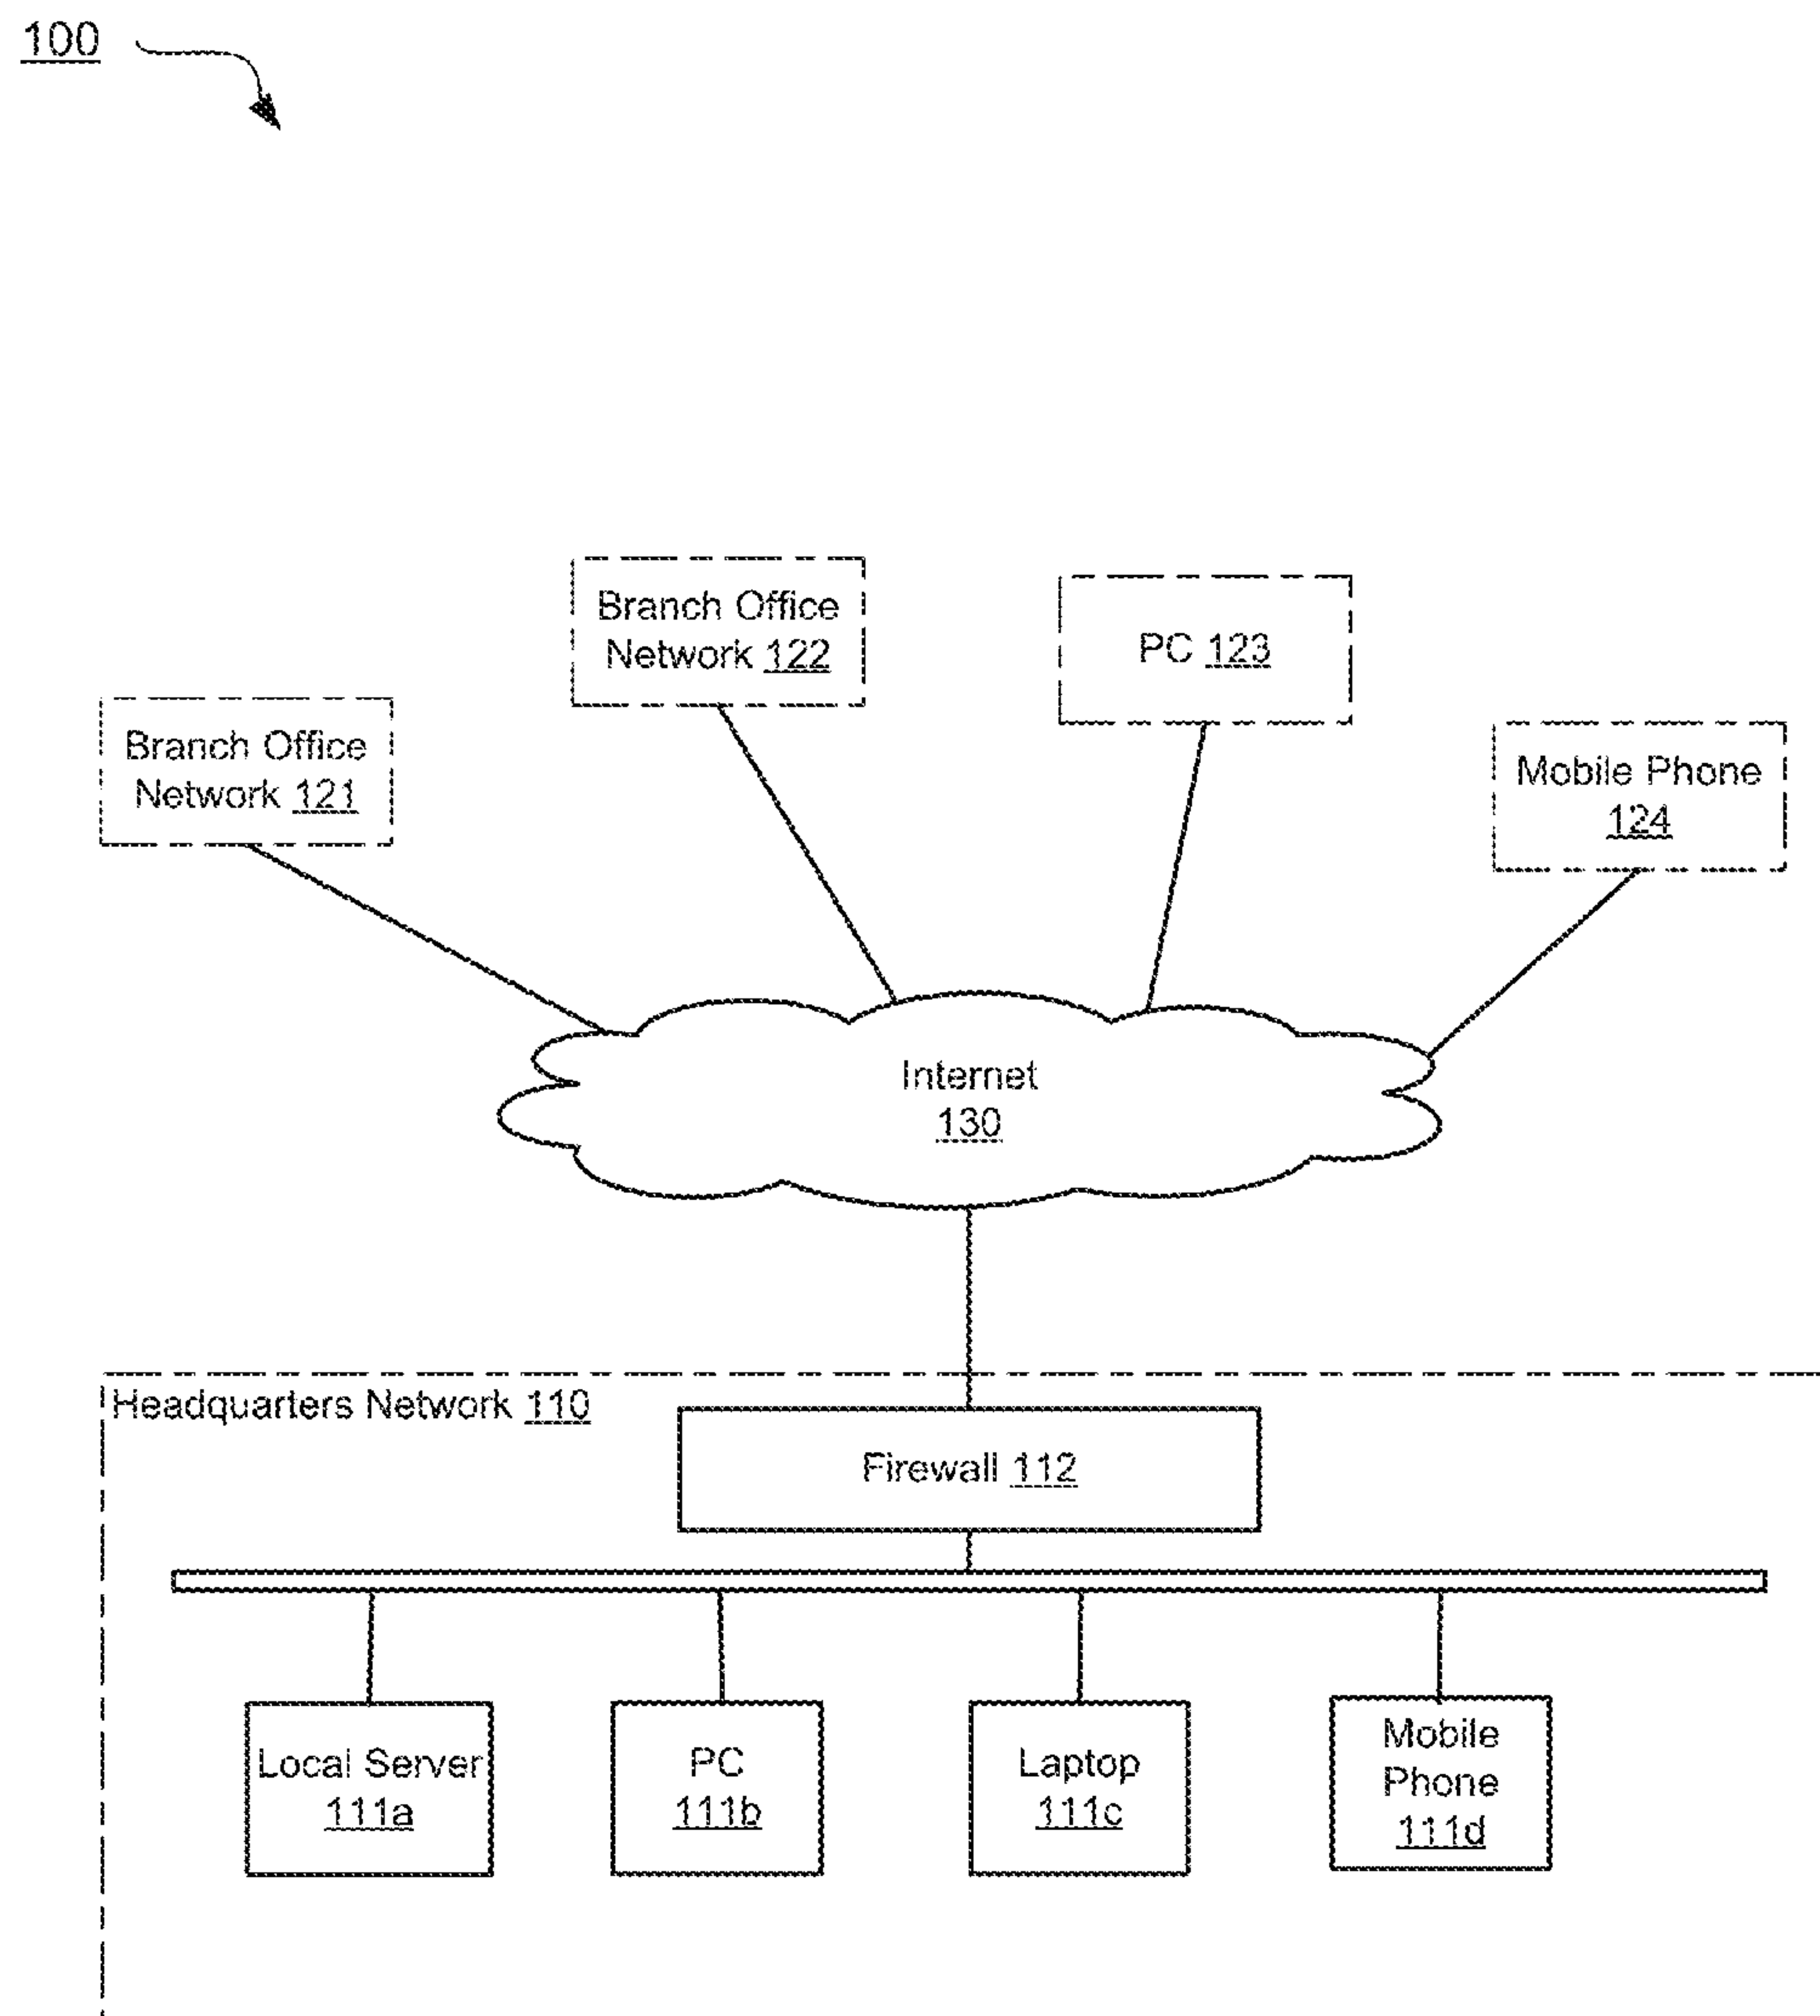 100
Branch Office
Network 122
PC 123
Branch Office
Network 121
Mobile Phone
124
Internet
130
Headquarters Network 110
Firewall 112
Local Server
111a
PC
111b
Laptop
111c
Mobile
Phone
111d